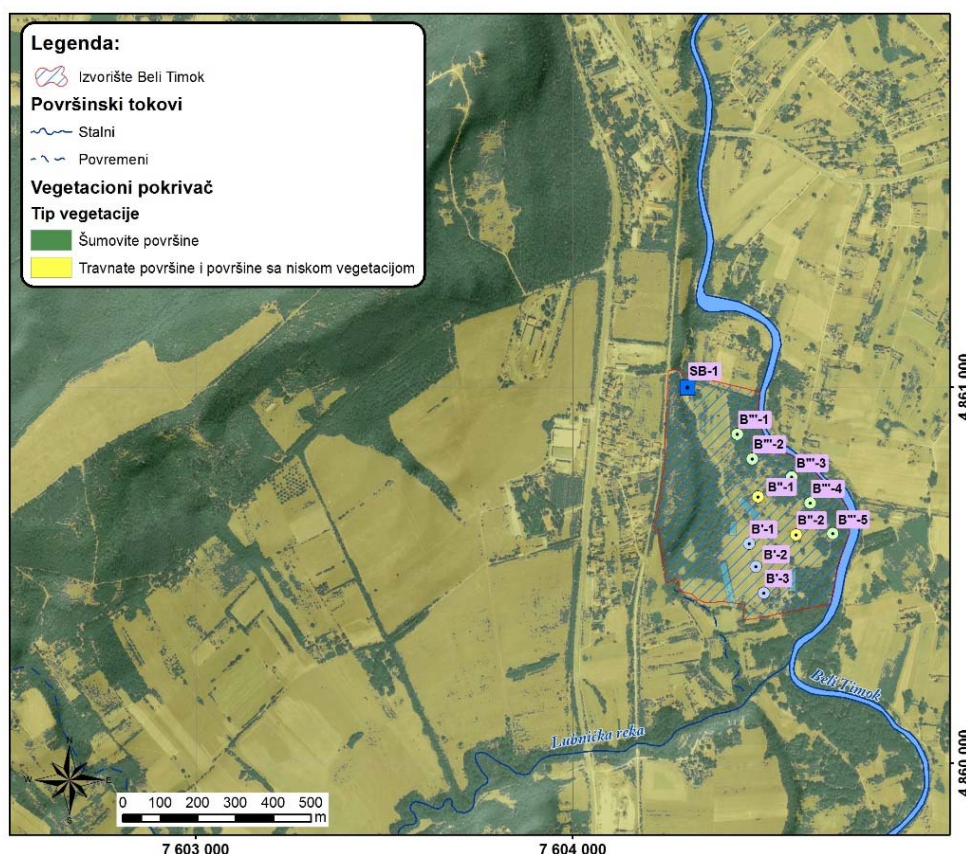 Legenda:
Izvorište Beli Timok
Površinski tokovi
Stalni
Povremeni
Vegetacioni pokrivač
Tip vegetacije
Šumovite površine
Travnate površine i površine sa niskom vegetacijom
SB-1
B'''-1
B'''-2
B'''-3
B''-1
B'''-4
B''-2
B'''-5
B'-1
B'-2
B'-3
4 861 000
Beli Timok
Lubnička reka
4 860 000
N
W
E
S
0 100 200 300 400 500
m
7 603 000
7 604 000